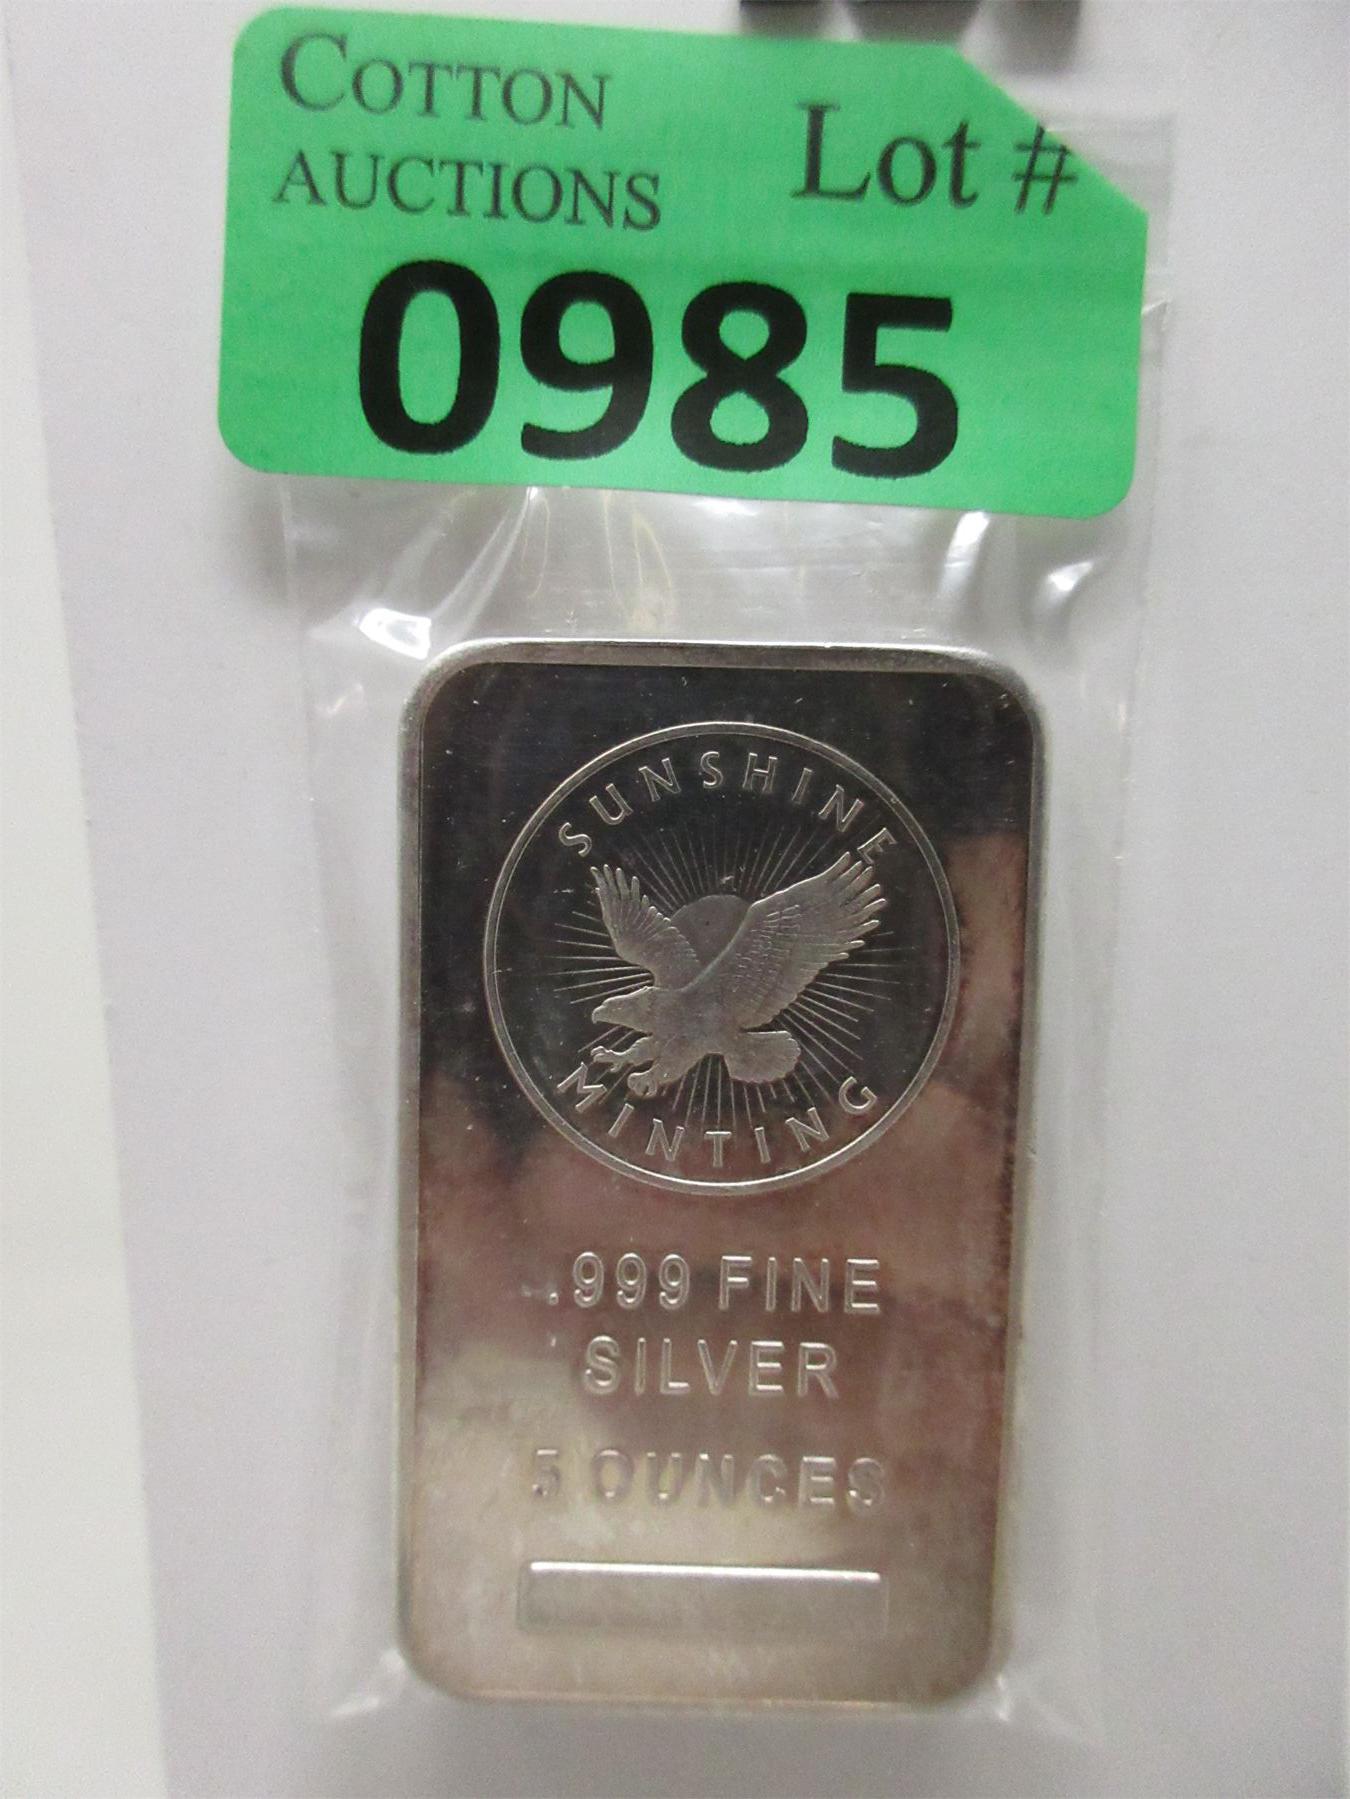 COTTON
AUCTIONS
Lot #
0985
SUNSHINE
MINTING
.999 FINE
SILVER
5 OUNCES